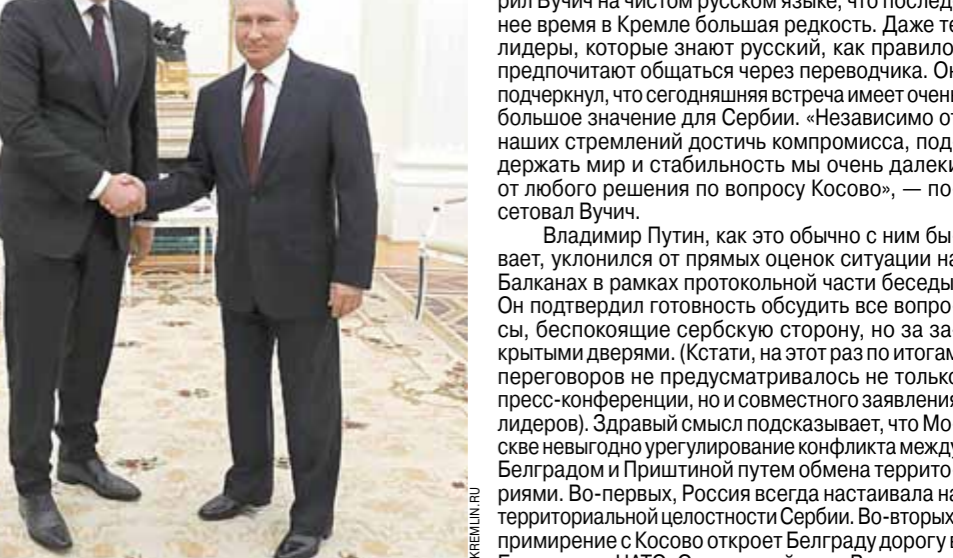 рил Вучич на чистом русском языке, что послед
нее время в Кремле большая редкость. Даже те
лидеры, которые знают русский, как правило
предпочитают общаться через переводчика. Он
подчеркнул, что сегодняшняя встреча имеет очень
большое значение для Сербии. «Независимо от
наших стремлений достичь компромисса, под
держать мир и стабильность мы очень далеки
от любого решения по вопросу Косово», — по
сетовал Вучич.
Владимир Путин, как это обычно с ним бы
вает, уклонился от прямых оценок ситуации на
Балканах в рамках протокольной части беседы
Он подтвердил готовность обсудить все вопро
сы, беспокоящие сербскую сторону, но за за
крытыми дверями. (Кстати, на этот раз по итогам
переговоров не предусматривалось не только
пресс-конференции, но и совместного заявления
лидеров). Здравый смысл подсказывает, что Мо
скве невыгодно урегулирование конфликта между
Белградом и Приштиной путем обмена террито
риями. Во-первых, Россия всегда настаивала на
территориальной целостности Сербии. Во-вторых
примирение с Косово откроет Белграду дорогу в
KREMLIN.RU